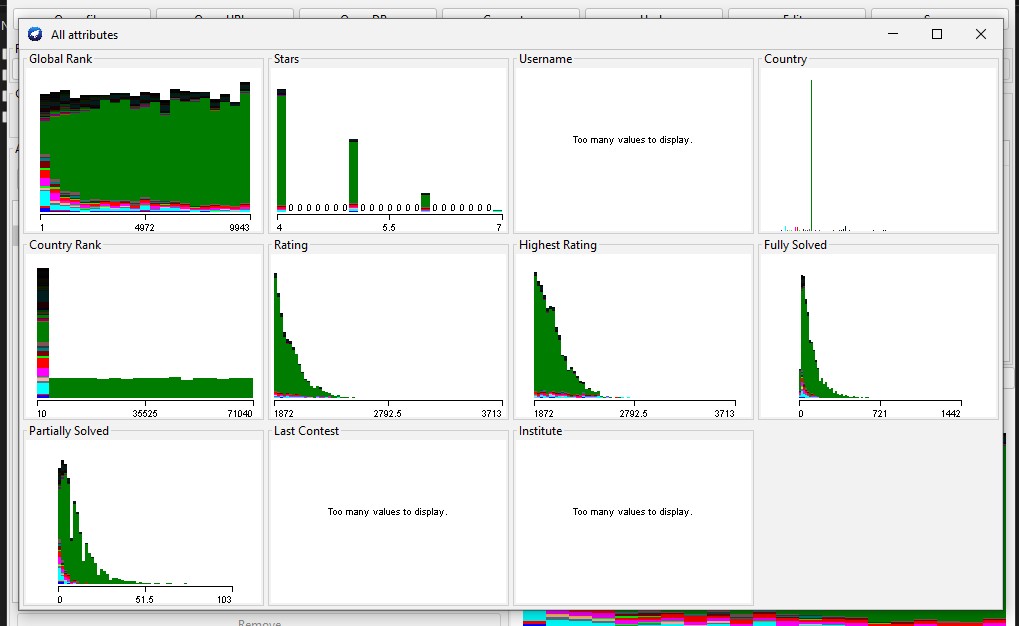 All attributes
Global Rank
1 4972 9943
Stars
0 0 0 0 0 0 0 0 0 0 0 0 0 0 0 0 0 0 0 0 0
4 5.5 7
Username
Too many values to display.
Country
Country Rank
10 35525 71040
Rating
1872 2792.5 3713
Highest Rating
1872 2792.5 3713
Fully Solved
0 721 1442
Partially Solved
0 51.5 103
Last Contest
Too many values to display.
Institute
Too many values to display.
Remove